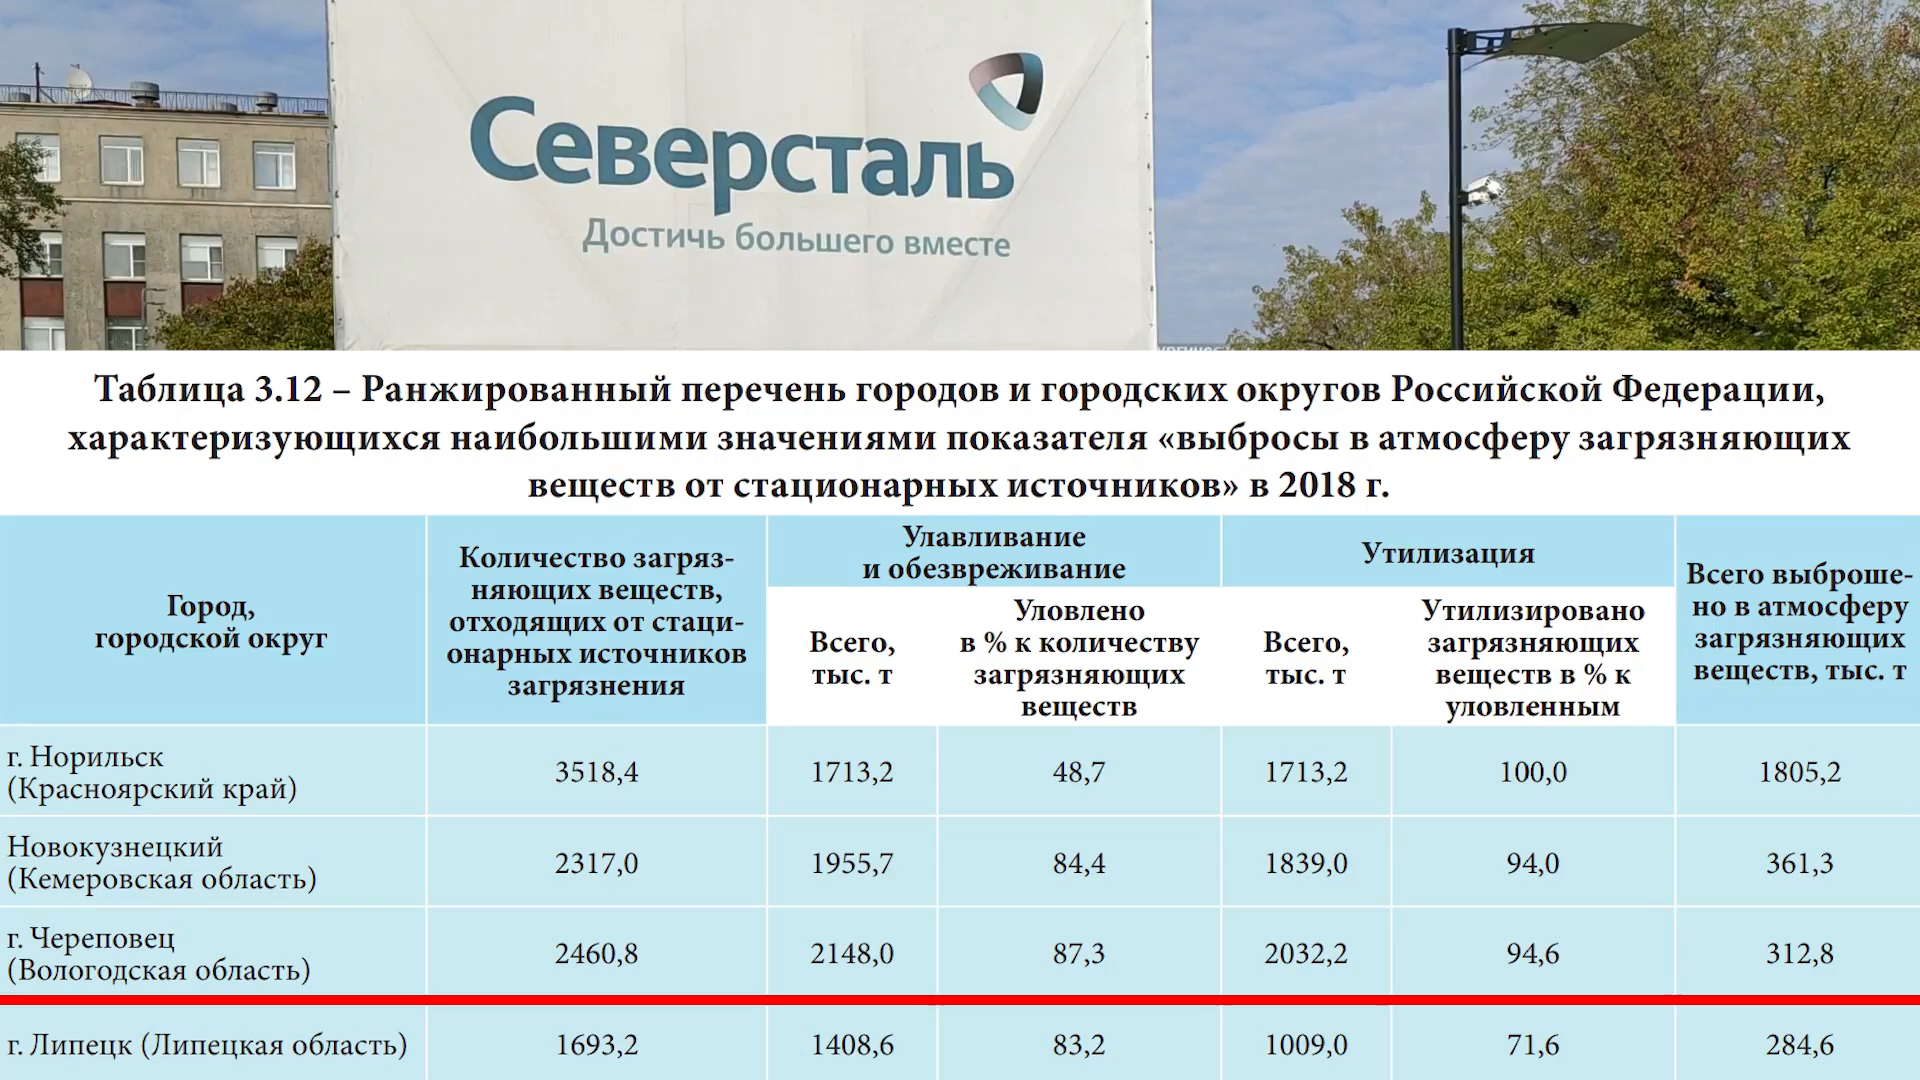 Северсталь
Достичь большего вместе
Таблица 3.12 – Ранжированный перечень городов и городских округов Российской Федерации,
характеризующихся наибольшими значениями показателя «выбросы в атмосферу загрязняющих
веществ от стационарных источников» в 2018 г.
Город,
городской округ
Количество загряз-
няющих веществ,
отходящих от стаци-
онарных источников
загрязнения
Улавливание
и обезвреживание
Всего,
тыс. т
Уловлено
в % к количеству
загрязняющих
веществ
Утилизация
Всего,
тыс. т
Утилизировано
загрязняющих
веществ в % к
уловленным
Всего выброше-
но в атмосферу
загрязняющих
веществ, тыс. т
г. Норильск
(Красноярский край)
3518,4 1713,2 48,7 1713,2 100,0 1805,2
Новокузнецкий
(Кемеровская область)
2317,0 1955,7 84,4 1839,0 94,0 361,3
г. Череповец
(Вологодская область)
2460,8 2148,0 87,3 2032,2 94,6 312,8
г. Липецк (Липецкая область) 1693,2 1408,6 83,2 1009,0 71,6 284,6